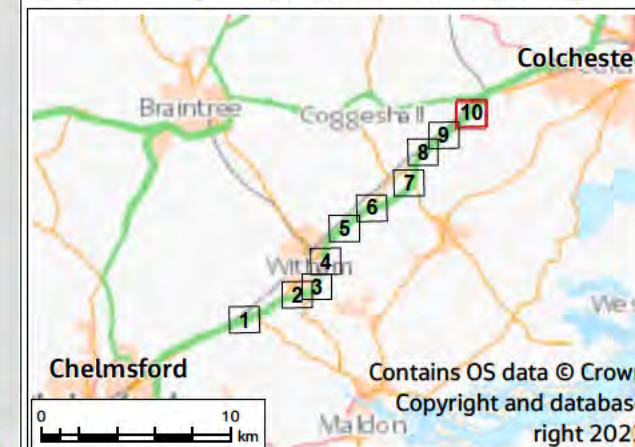 Colcheste
Braintree
Coggeshall
10
9
8
7
6
5
4
Witham
3
2
1
Chelmsford
Contains OS data © Crow
Copyright and databas
right 202
Maldon
0 10
km